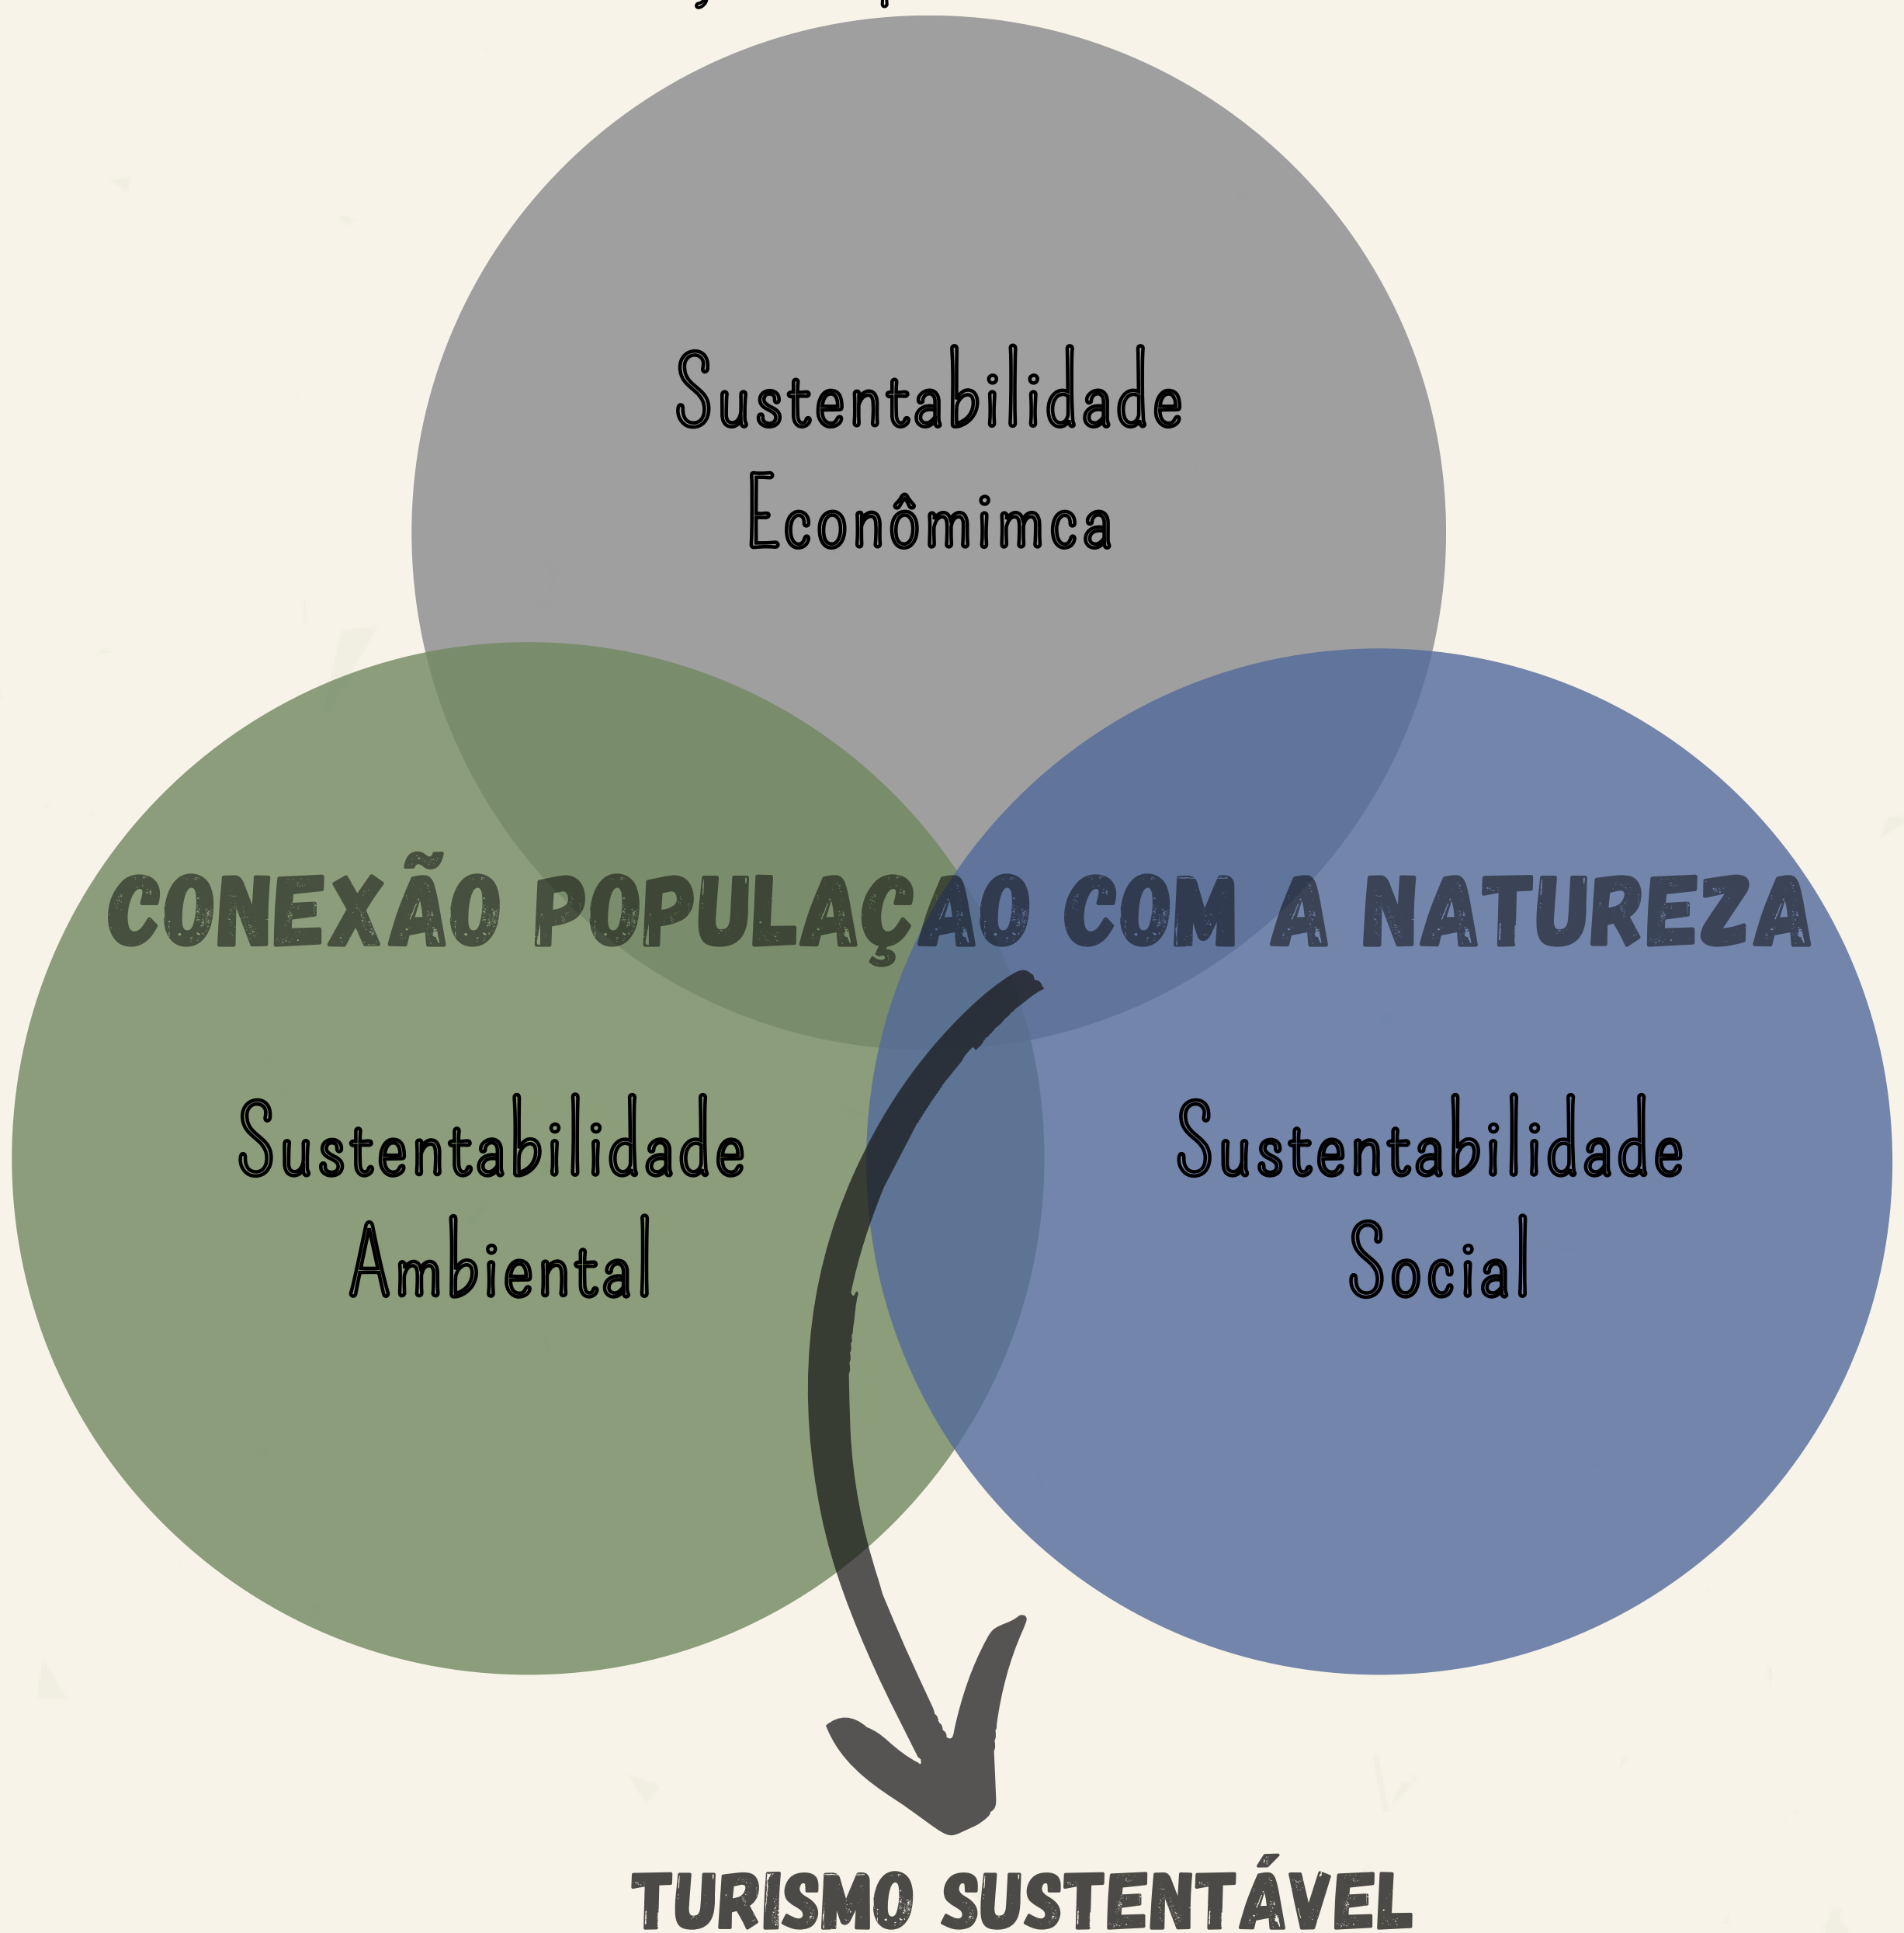 Sustentabilidade
Econômimca
CONEXÃO POPULAÇAO COM A NATUREZA
Sustentabilidade
Ambiental
Sustentabilidade
Social
TURISMO SUSTENTÁVEL